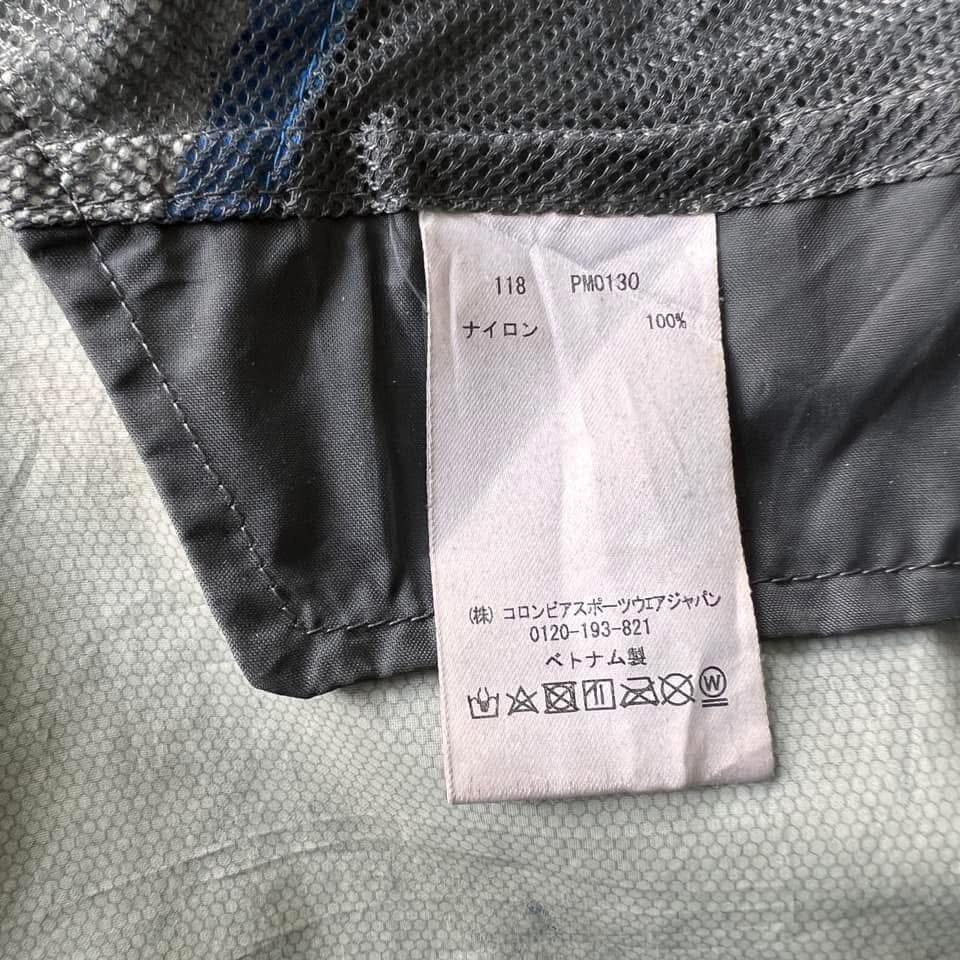 118 PM0130
ナイロン 100%
(株) コロンビアスポーツウェアジャパン
0120-193-821
ベトナム製
W